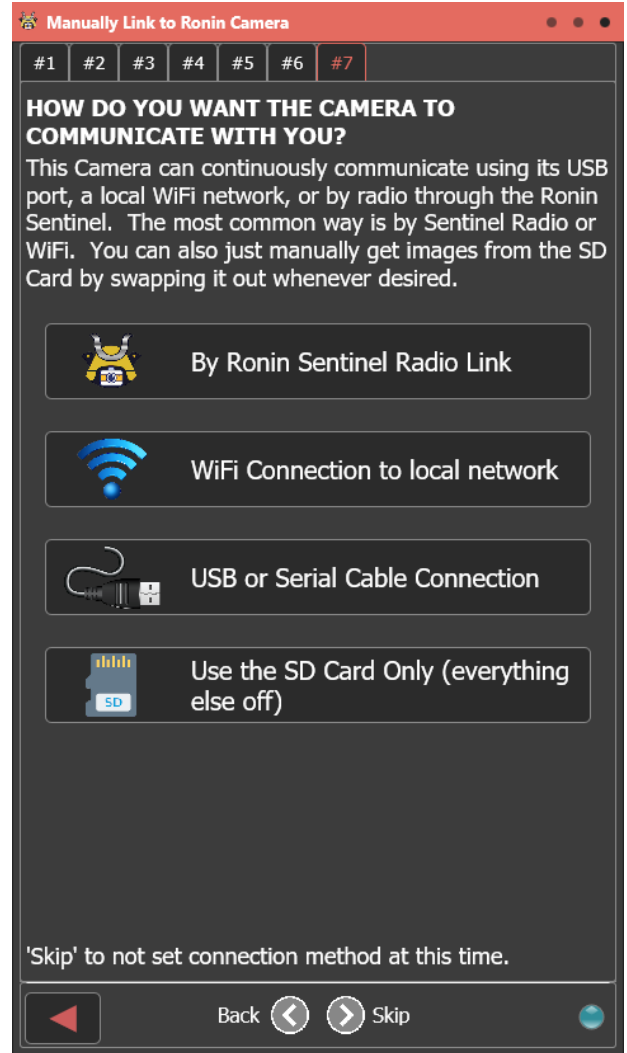 Manually Link to Ronin Camera
#1 #2 #3 #4 #5 #6 #7
HOW DO YOU WANT THE CAMERA TO
COMMUNICATE WITH YOU?
This Camera can continuously communicate using its USB
port, a local WiFi network, or by radio through the Ronin
Sentinel.  The most common way is by Sentinel Radio or
WiFi.  You can also just manually get images from the SD
Card by swapping it out whenever desired.
By Ronin Sentinel Radio Link
WiFi Connection to local network
USB or Serial Cable Connection
Use the SD Card Only (everything
else off)
SD
'Skip' to not set connection method at this time.
Back Skip